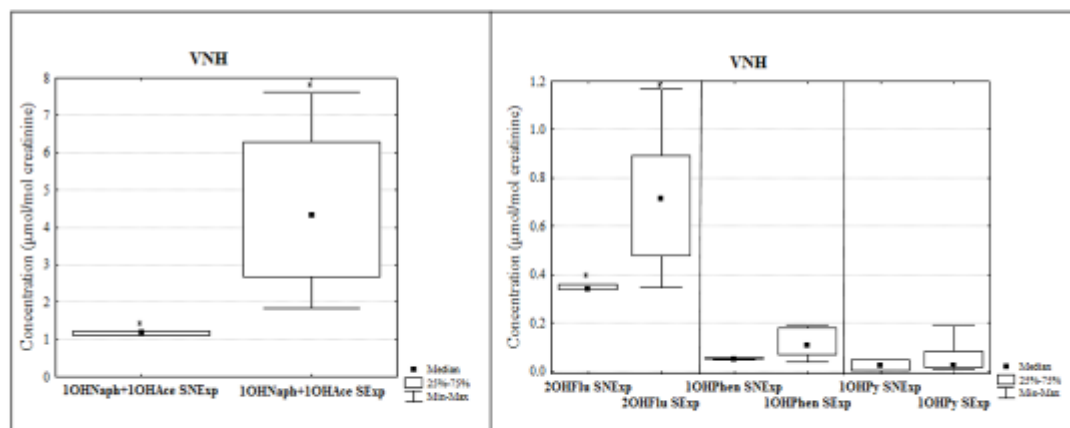 VNH
Concentration (µmol/mol creatinine)
8
7
6
5
4
3
2
1
0
*
*
1OHNaph+1OHAce SNExp
1OHNaph+1OHAce SExp
Median
25%-75%
Min-Max
VNH
Concentration (µmol/mol creatinine)
1.2
1.0
0.8
0.6
0.4
0.2
0.0
*
*
2OHFlu SNExp
2OHFlu SExp
1OHPhen SNExp
1OHPhen SExp
1OHPy SNExp
1OHPy SExp
Median
25%-75%
Min-Max